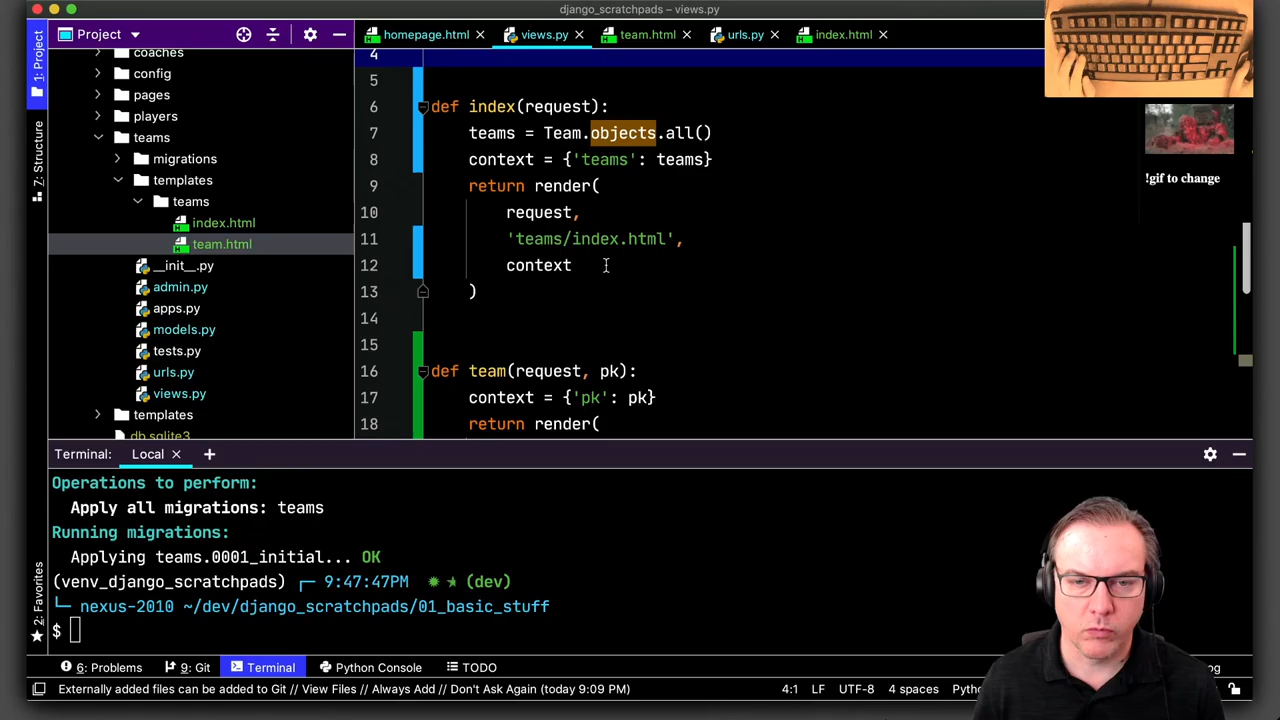 django_scratchpads – views.py
1: Project
7: Structure
2: Favorites
Project
homepage.html
views.py
team.html
urls.py
index.html
coaches
config
pages
players
teams
migrations
templates
teams
index.html
team.html
__init__.py
admin.py
apps.py
models.py
tests.py
urls.py
views.py
templates
db.sqlite3
4
5
6 def index(request):
7 teams = Team.objects.all()
8 context = {'teams': teams}
9 return render(
10 request,
11 'teams/index.html',
12 context
13 )
14
15
16 def team(request, pk):
17 context = {'pk': pk}
18 return render(
!gif to change
Terminal: Local +
Operations to perform:
Apply all migrations: teams
Running migrations:
Applying teams.0001_initial... OK
(venv_django_scratchpads) 9:47:47PM (dev)
nexus-2010 ~/dev/django_scratchpads/01_basic_stuff
$
6: Problems 9: Git Terminal Python Console TODO
Externally added files can be added to Git // View Files // Always Add // Don't Ask Again (today 9:09 PM) 4:1 LF UTF-8 4 spaces